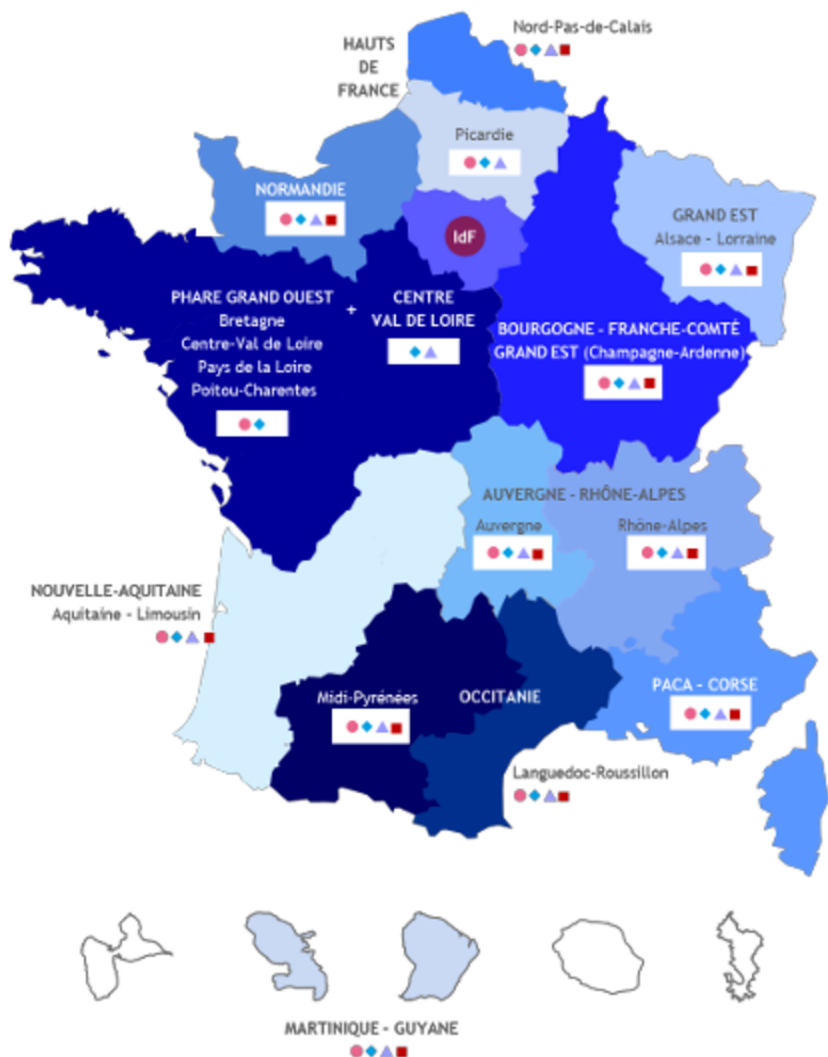 Nord-Pas-de-Calais
HAUTS
DE
FRANCE
Picardie
NORMANDIE
IdF
GRAND EST
Alsace - Lorraine
PHARE GRAND OUEST
Bretagne
Centre-Val de Loire
Pays de la Loire
Poitou-Charentes
+
CENTRE
VAL DE LOIRE
BOURGOGNE - FRANCHE-COMTÉ
GRAND EST (Champagne-Ardenne)
AUVERGNE - RHÔNE-ALPES
Auvergne
Rhône-Alpes
NOUVELLE-AQUITAINE
Aquitaine - Limousin
Midi-Pyrénées
OCCITANIE
PACA - CORSE
Languedoc-Roussillon
MARTINIQUE - GUYANE